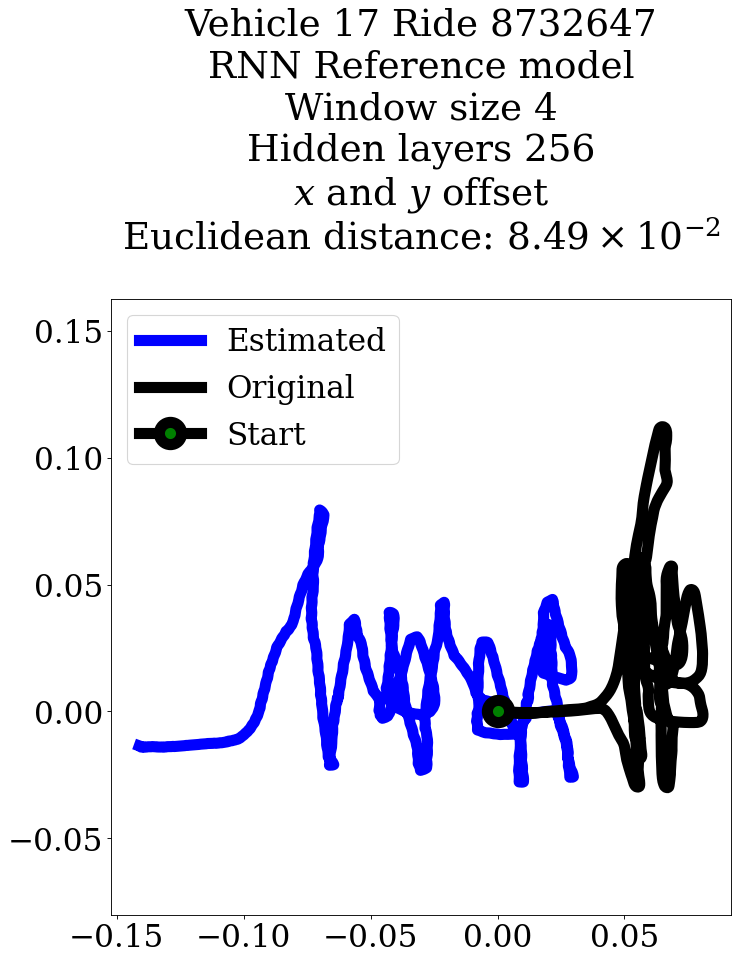 Vehicle 17 Ride 8732647
RNN Reference model
Window size 4
Hidden layers 256
x and y offset
Euclidean distance: 8.49 × 10⁻²
Estimated
Original
Start
0.15
0.10
0.05
0.00
−0.05
−0.15 −0.10 −0.05 0.00 0.05